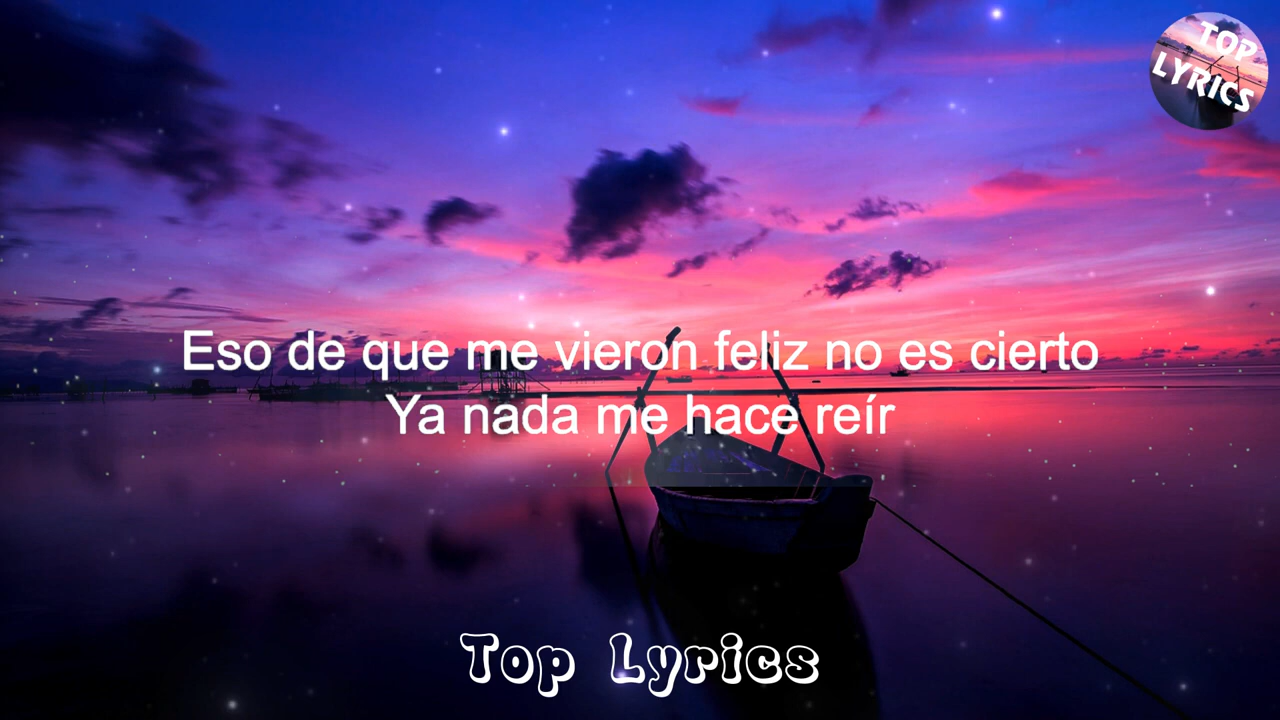 TOP
LYRICS
Eso de que me vieron feliz no es cierto
Ya nada me hace reír
Top Lyrics